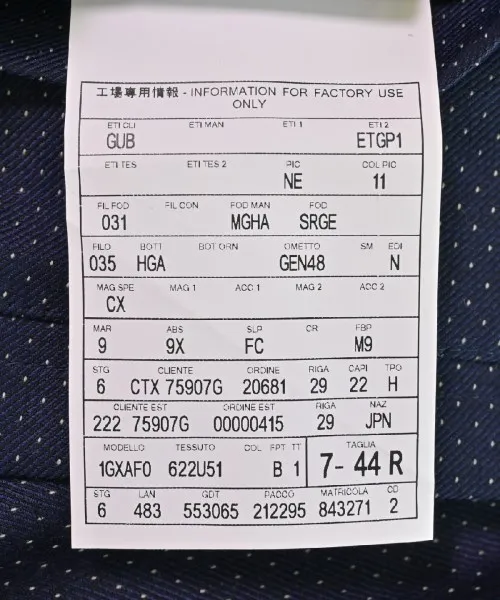 工場専用情報 - INFORMATION FOR FACTORY USE
ONLY
ETI CLI ETI MAN ETI 1 ETI 2
GUB ETGP1
ETI TES ETI TES 2 PIC COL PIC
NE 11
FIL FOD FIL CON FOD MAN FOD
031 MGHA SRGE
FILO BOTT BOT ORN OMETTO SM EDI
035 HGA GEN48 N
MAG SPE MAG 1 ACC 1 MAG 2 ACC 2
CX
MAR ABS SLP CR FBP
9 9X FC M9
STG CLIENTE ORDINE RIGA CAPI TPO
6 CTX 75907G 20681 29 22 H
CLIENTE EST ORDINE EST RIGA NAZ
222 75907G 00000415 29 JPN
MODELLO TESSUTO COL FPT TT TAGLIA
1GXAF0 622U51 B 1 7- 44 R
STG LAN GDT PACCO MATRICOLA CD
6 483 553065 212295 843271 2